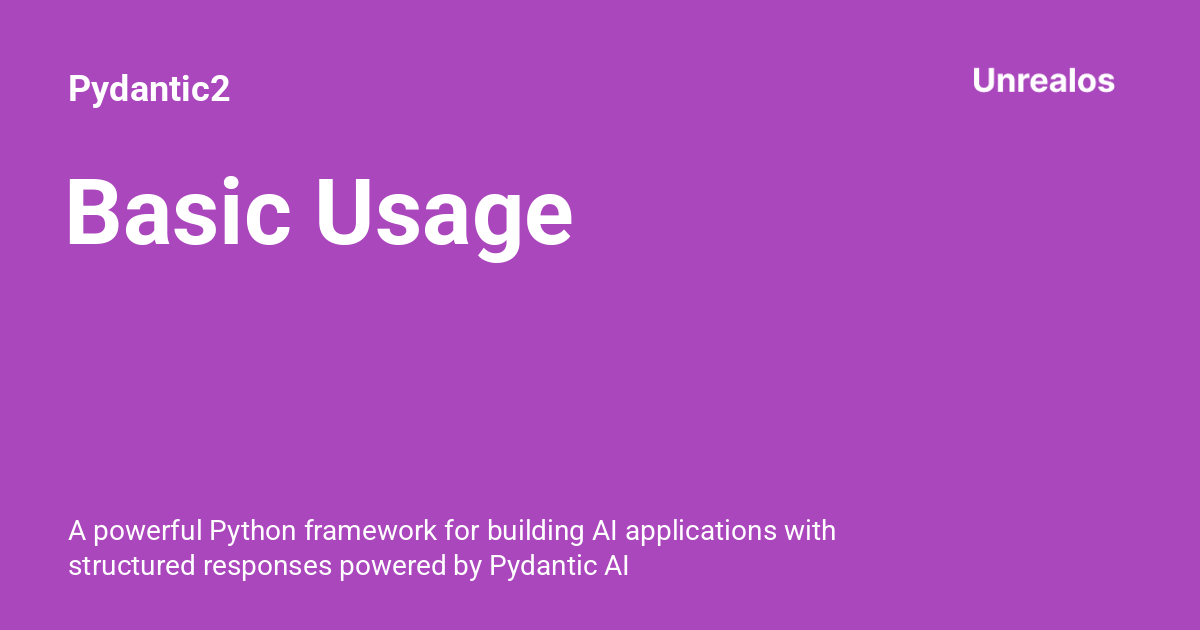 Pydantic2
Unrealos
Basic Usage
A powerful Python framework for building AI applications with
structured responses powered by Pydantic AI